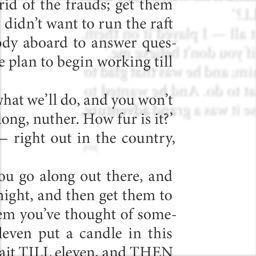 rid of the frauds; get them
didn't want to run the raft
ody aboard to answer ques-
e plan to begin working till
what we'll do, and you won't
long, nuther. How fur is it?'
— right out in the country,
ou go along out there, and
night, and then get them to
em you've thought of some-
leven put a candle in this
ait TILL eleven, and THEN